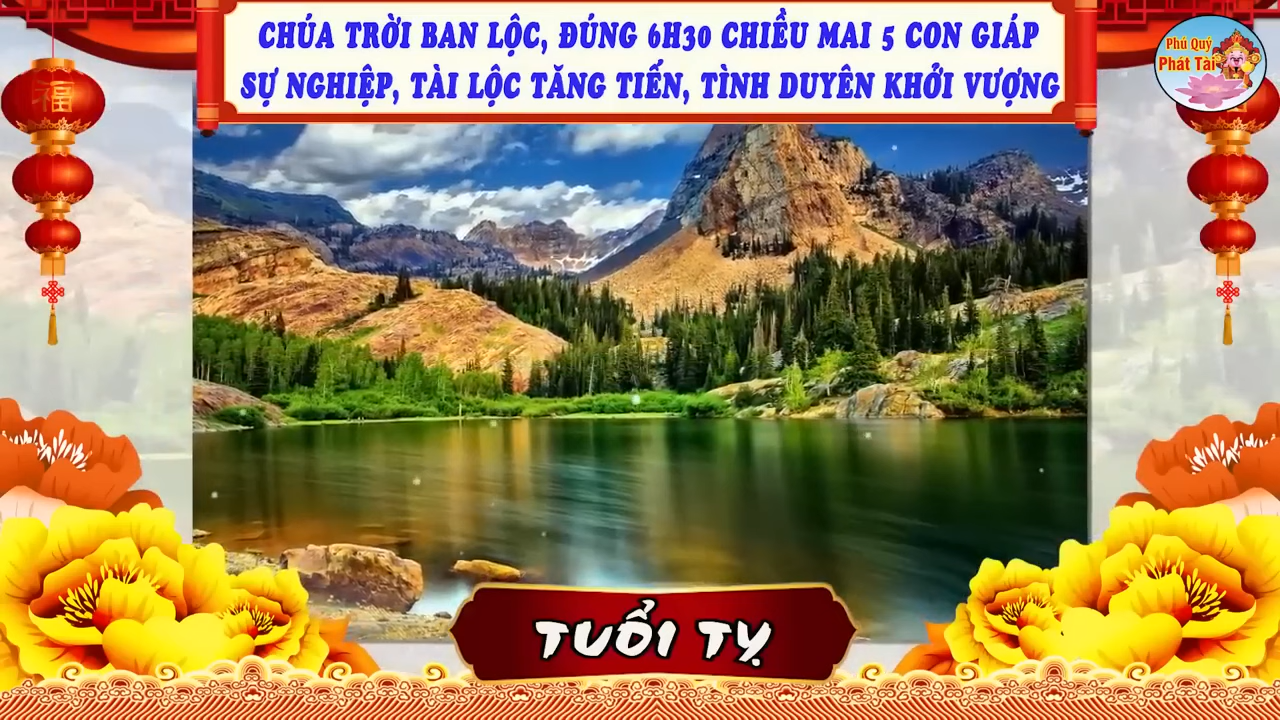 CHÚA TRỜI BAN LỘC, ĐÚNG 6H30 CHIỀU MAI 5 CON GIÁP
SỰ NGHIỆP, TÀI LỘC TĂNG TIẾN, TÌNH DUYÊN KHỞI VƯỢNG
Phú Quý
Phát Tài
福
TUỔI TỴ